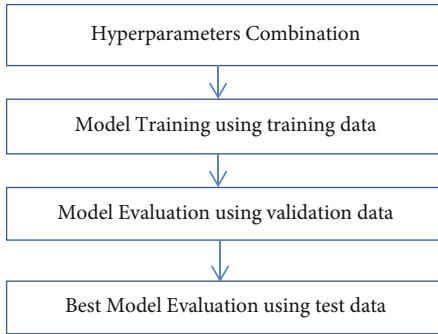 Hyperparameters Combination
Model Training using training data
Model Evaluation using validation data
Best Model Evaluation using test data